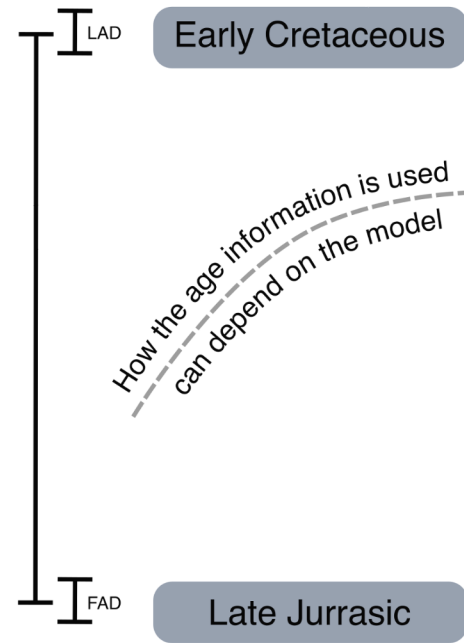 LAD
Early Cretaceous
How the age information is used
can depend on the model
FAD
Late Jurrasic